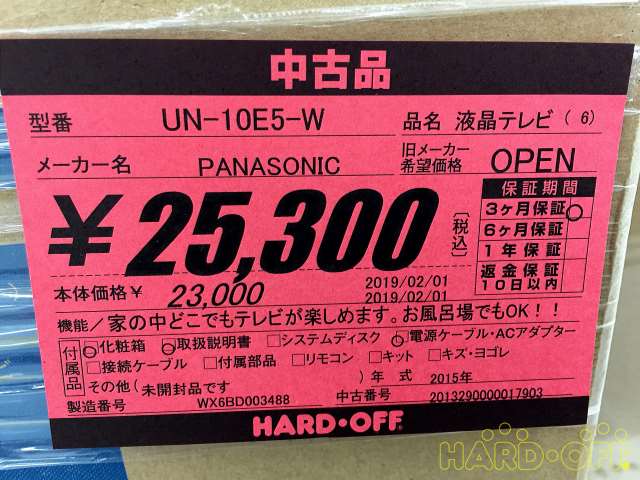 中古品
型番 UN-10E5-W 品名 液晶テレビ ( 6)
メーカー名 PANASONIC 旧メーカー希望価格 OPEN
¥25,300 [税込]
保証期間
3ヶ月保証
6ヶ月保証
1年保証
返金保証
10日以内
本体価格¥ 23,000
2019/02/01
2019/02/01
機能/家の中どこでもテレビが楽しめます。お風呂場でもOK!!
付属品 化粧箱 取扱説明書 システムディスク 電源ケーブル・ACアダプター
接続ケーブル 付属部品 リモコン キット キズ・ヨゴレ
その他(未開封品です )年式 2015年
製造番号 WX6BD003488 中古番号 2013290000017903
HARD・OFF
HARD・OFF